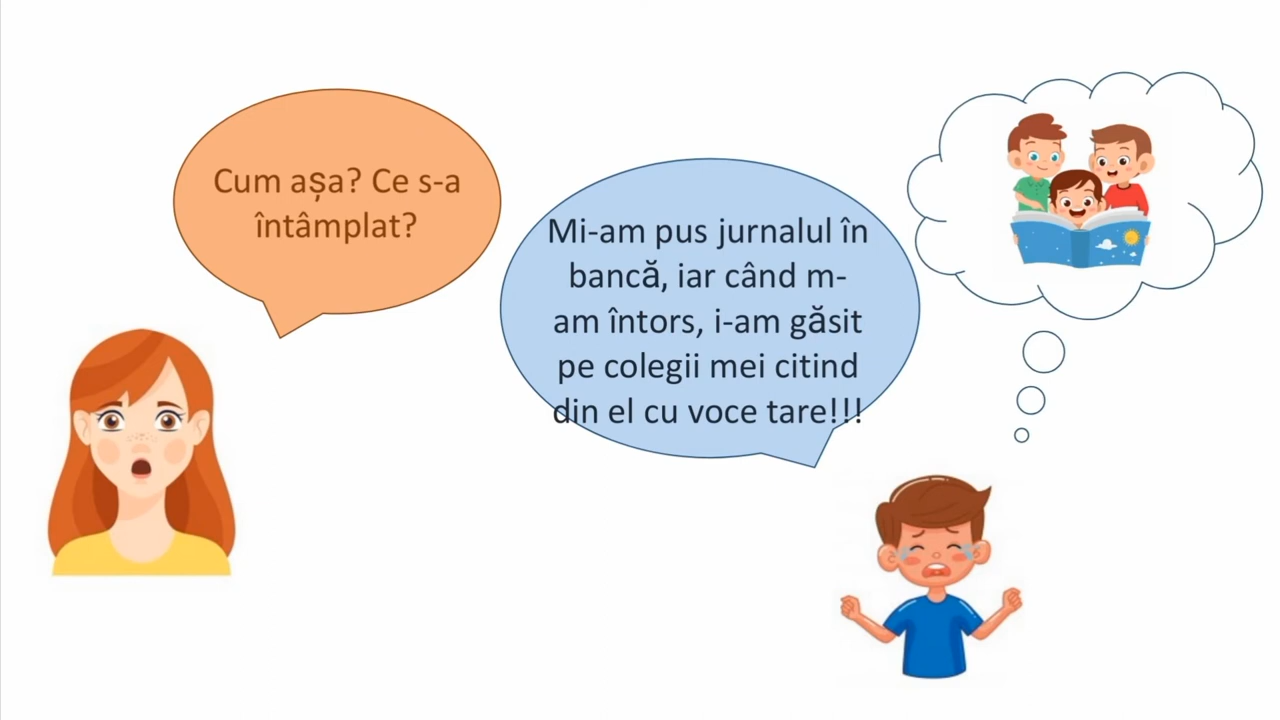 Cum așa? Ce s-a
întâmplat?
Mi-am pus jurnalul în
bancă, iar când m-
am întors, i-am găsit
pe colegii mei citind
din el cu voce tare!!!